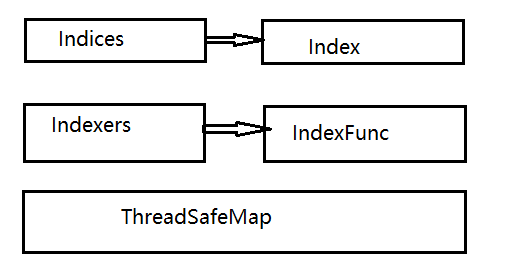 Indices
Index
Indexers
IndexFunc
ThreadSafeMap